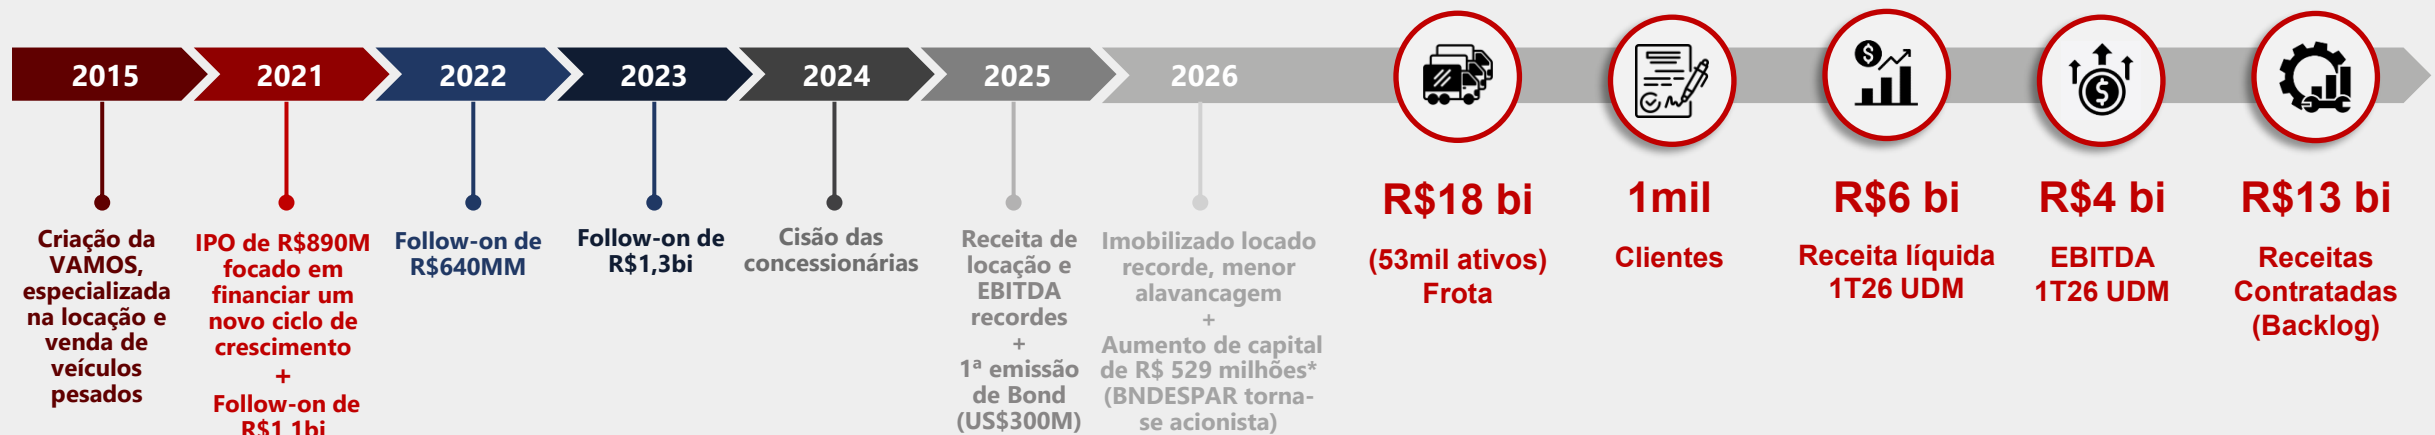 2015
2021
2022
2023
2024
2025
2026
Criação da
VAMOS,
especializada
na locação e
venda de
veículos
pesados
IPO de R$890M
focado em
financiar um
novo ciclo de
crescimento
+
Follow-on de
R$1,1bi
Follow-on de
R$640MM
Follow-on de
R$1,3bi
Cisão das
concessionárias
Receita de
locação e
EBITDA
recordes
+
1ª emissão
de Bond
(US$300M)
Imobilizado locado
recorde, menor
alavancagem
+
Aumento de capital
de R$ 529 milhões*
(BNDESPAR torna-
se acionista)
R$18 bi
(53mil ativos)
Frota
1mil
Clientes
R$6 bi
Receita líquida
1T26 UDM
R$4 bi
EBITDA
1T26 UDM
R$13 bi
Receitas
Contratadas
(Backlog)